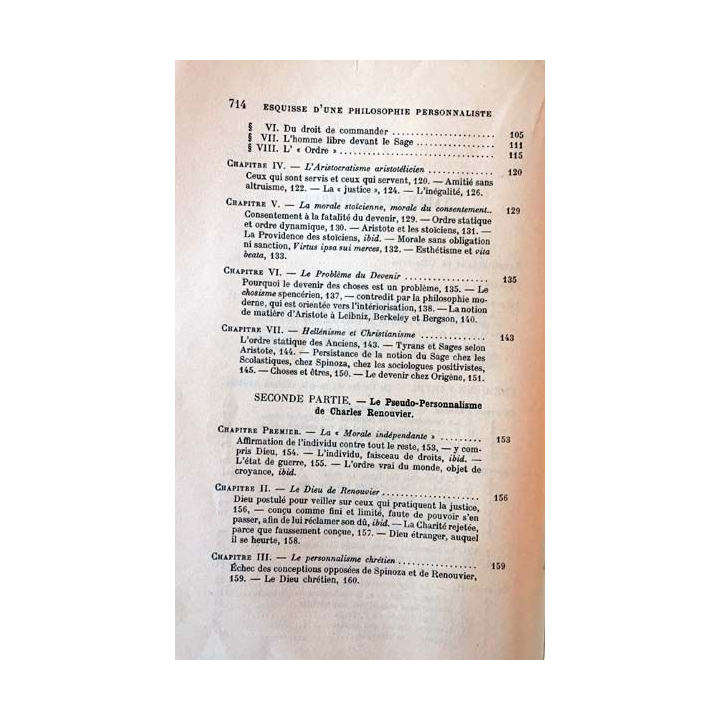 714 ESQUISSE D'UNE PHILOSOPHIE PERSONNALISTE
§ VI. Du droit de commander ........................ 105
§ VII. L'homme libre devant le Sage ................. 111
§ VIII. L' « Ordre » ................................. 115
CHAPITRE IV. — L'Aristocratisme aristotélicien ............. 120
Ceux qui sont servis et ceux qui servent, 120. — Amitié sans
altruisme, 122. — La « justice », 124. — L'inégalité, 126.
CHAPITRE V. — La morale stoïcienne, morale du consentement.. 129
Consentement à la fatalité du devenir, 129. — Ordre statique
et ordre dynamique, 130. — Aristote et les stoïciens, 131. —
La Providence des stoïciens, ibid. — Morale sans obligation
ni sanction, Virtus ipsa sui merces, 132. — Esthétisme et vita
beata, 133.
CHAPITRE VI. — Le Problème du Devenir .................. 135
Pourquoi le devenir des choses est un problème, 135. — Le
chosisme spencérien, 137, — contredit par la philosophie mo-
derne, qui est orientée vers l'intériorisation, 138. — La notion
de matière d'Aristote à Leibniz, Berkeley et Bergson, 140.
CHAPITRE VII. — Hellénisme et Christianisme .............. 143
L'ordre statique des Anciens, 143. — Tyrans et Sages selon
Aristote, 144. — Persistance de la notion du Sage chez les
Scolastiques, chez Spinoza, chez les sociologues positivistes,
145. — Choses et êtres, 150. — Le devenir chez Origène, 151.
SECONDE PARTIE. — Le Pseudo-Personnalisme
de Charles Renouvier.
CHAPITRE PREMIER. — La « Morale indépendante » ......... 153
Affirmation de l'individu contre tout le reste, 153, — y com-
pris Dieu, 154. — L'individu, faisceau de droits, ibid. —
L'état de guerre, 155. — L'ordre vrai du monde, objet de
croyance, ibid.
CHAPITRE II. — Le Dieu de Renouvier ..................... 156
Dieu postulé pour veiller sur ceux qui pratiquent la justice,
156, — conçu comme fini et limité, faute de pouvoir s'en
passer, afin de lui réclamer son dû, ibid. — La Charité rejetée,
parce que faussement conçue, 157. — Dieu étranger, auquel
il se heurte, 158.
CHAPITRE III. — Le personnalisme chrétien ................. 159
Échec des conceptions opposées de Spinoza et de Renouvier,
159. — Le Dieu chrétien, 160.